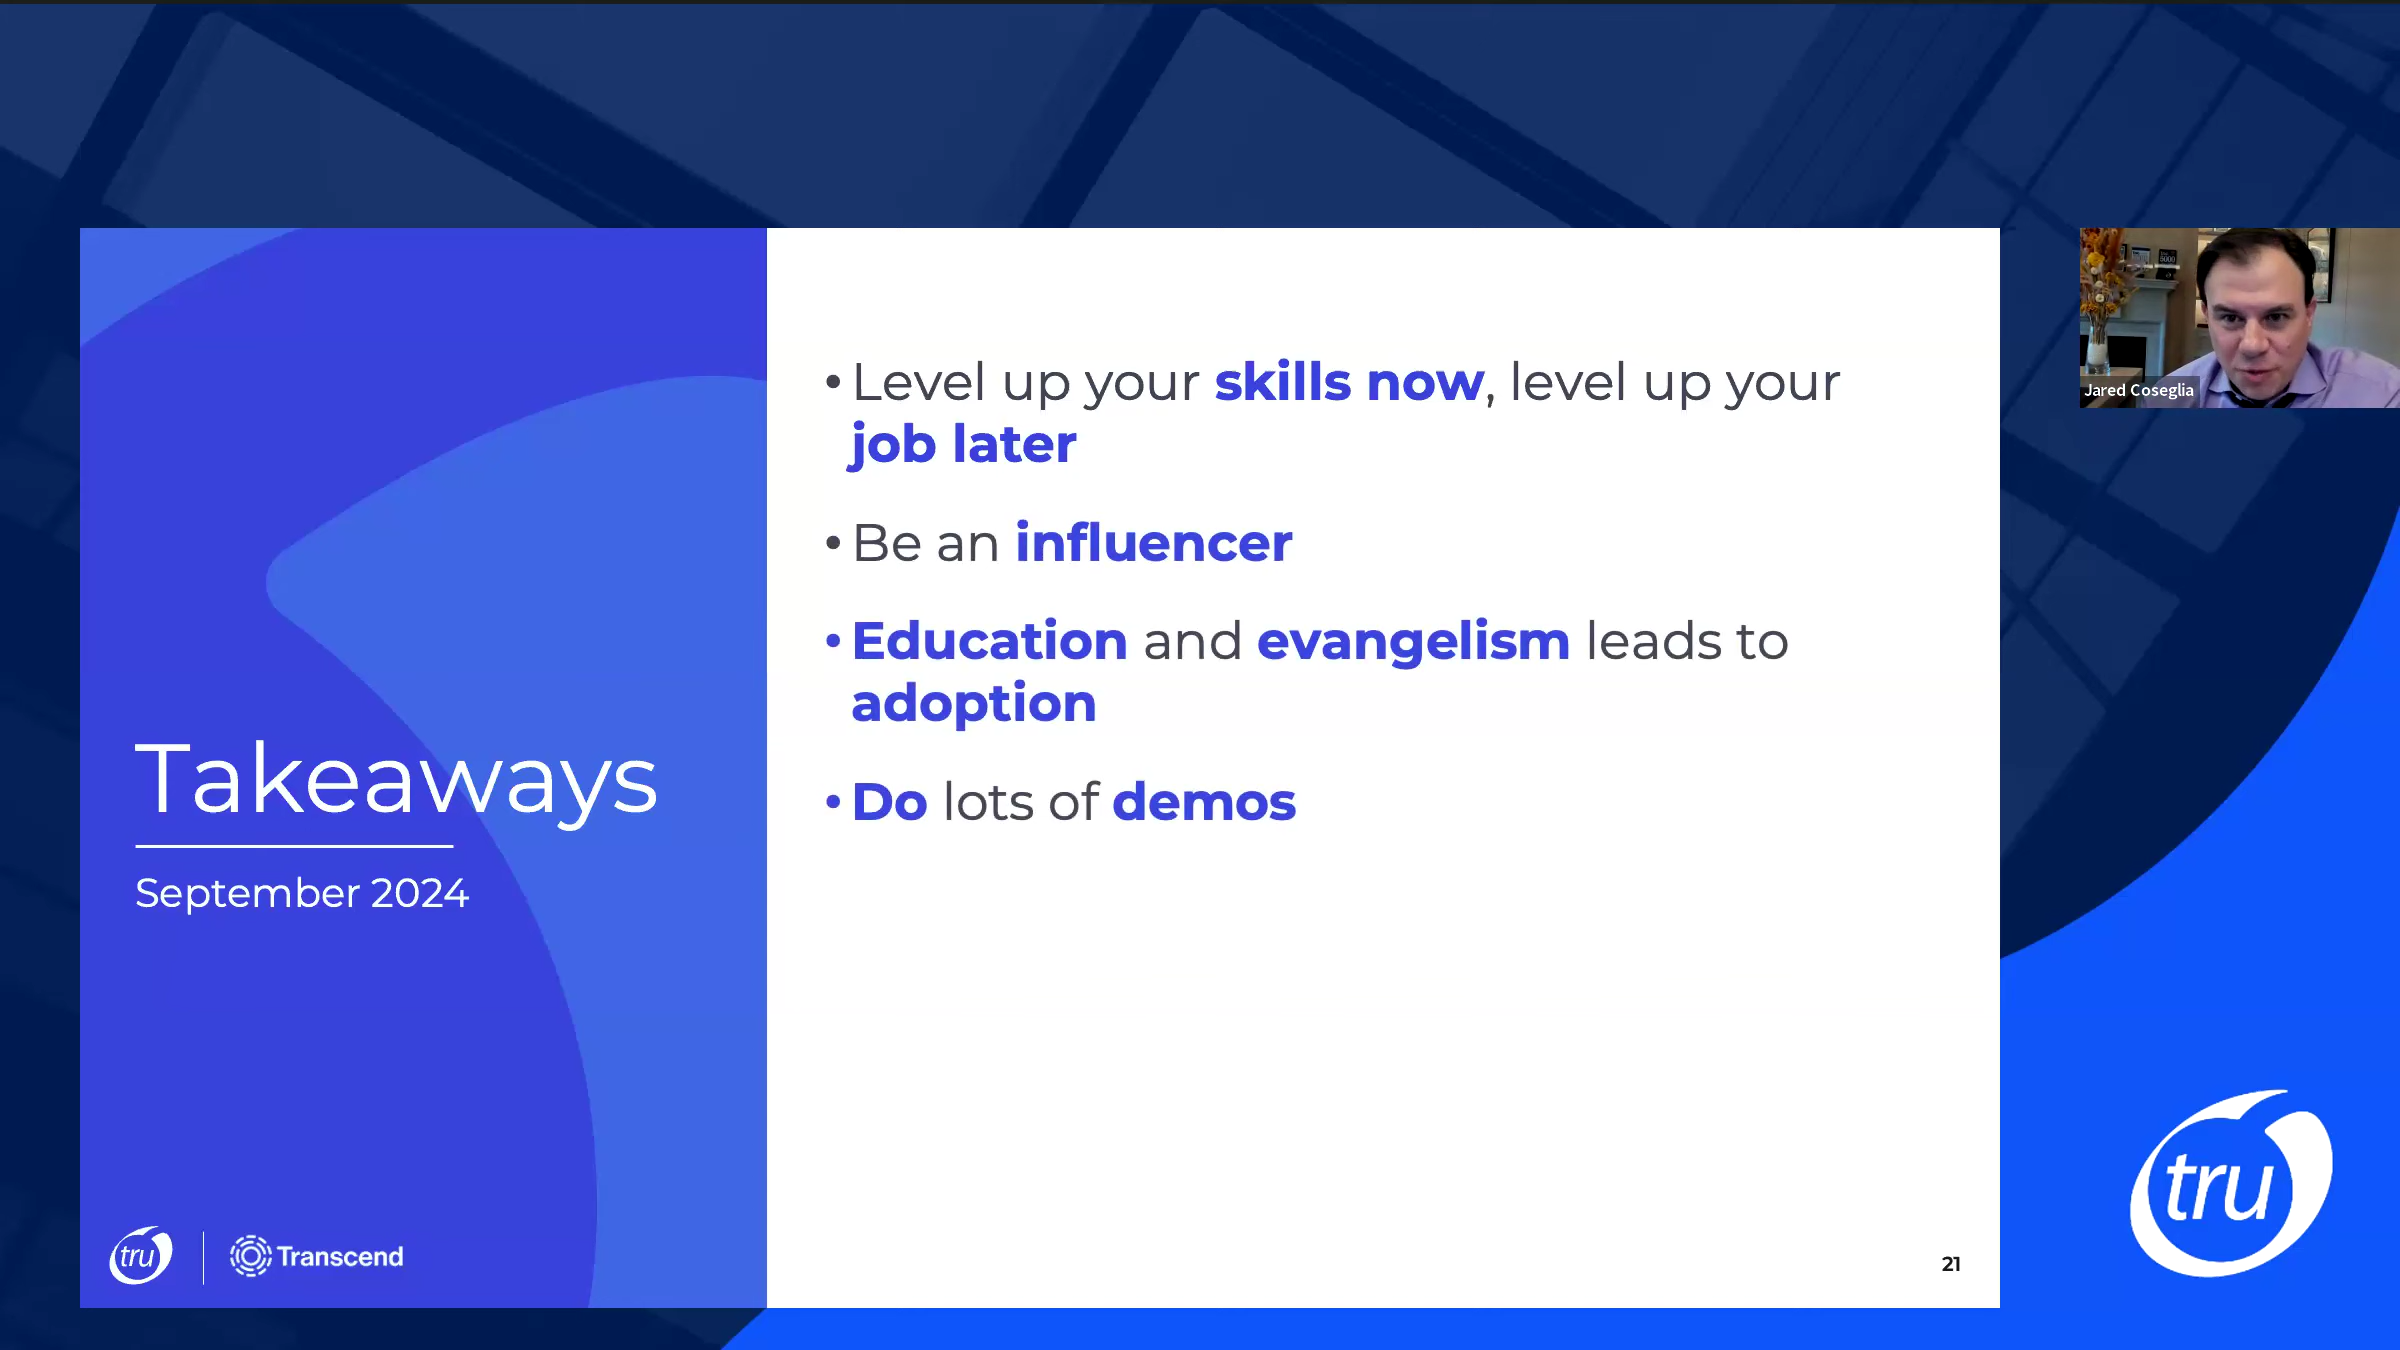 Level up your skills now, level up your
job later
Be an influencer
Education and evangelism leads to
adoption
Do lots of demos
Takeaways
September 2024
tru
Transcend
21
Jared Coseglia
tru